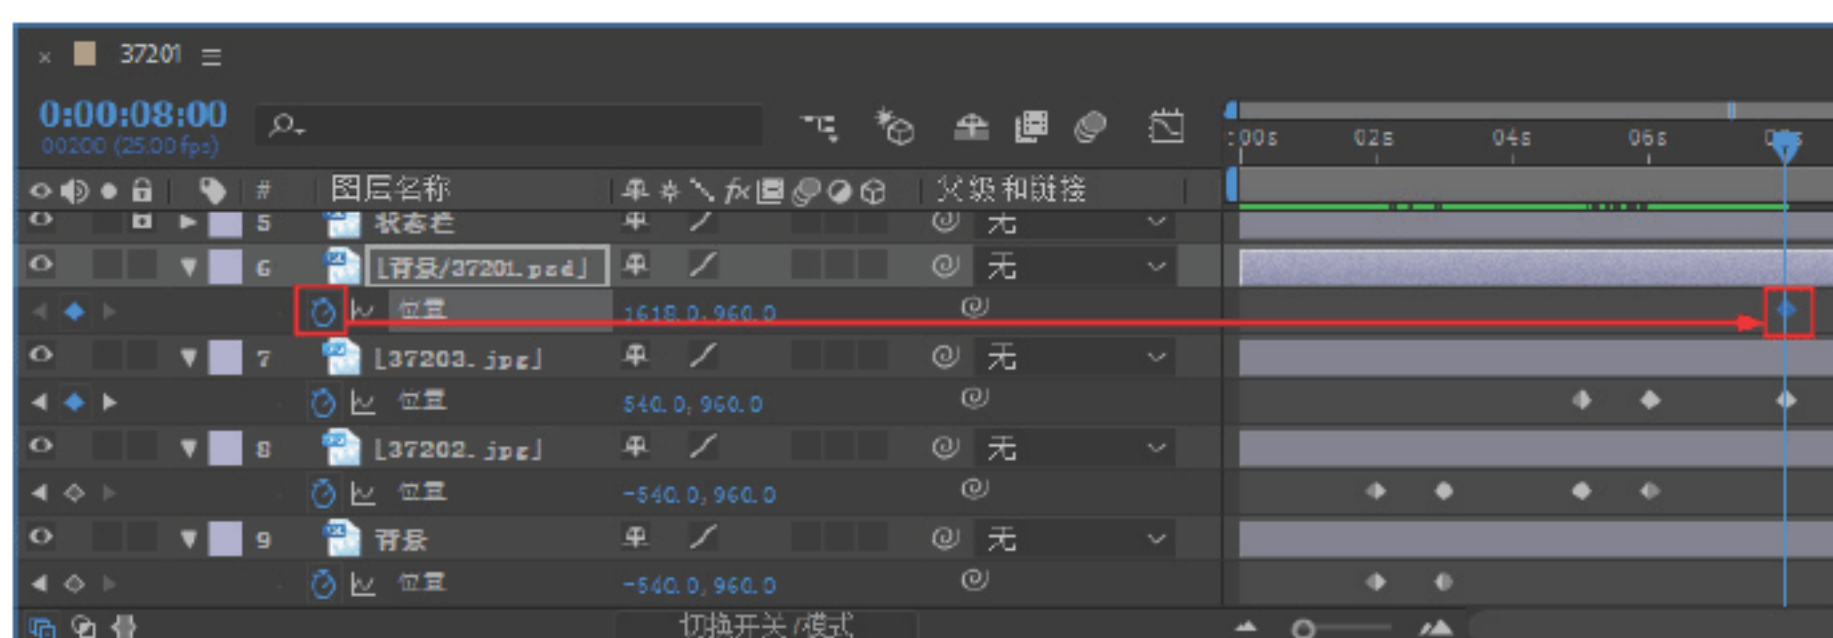 37201
0:00:08:00
00200 (25.00 fps)
:00s 02s 04s 06s
# 图层名称 fx 父级和链接
5 状态栏 无
6 [背景/37201.psd] 无
位置 1618.0, 960.0
7 [37203.jpg] 无
位置 540.0, 960.0
8 [37202.jpg] 无
位置 -540.0, 960.0
9 背景 无
位置 -540.0, 960.0
切换开关/模式